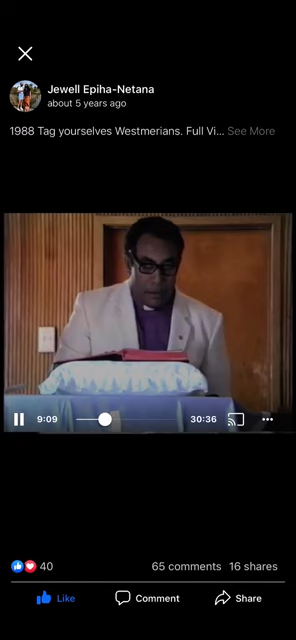 Jewell Epiha-Netana
about 5 years ago
1988 Tag yourselves Westmerians. Full Vi... See More
9:09
30:36
40
65 comments 16 shares
Like Comment Share